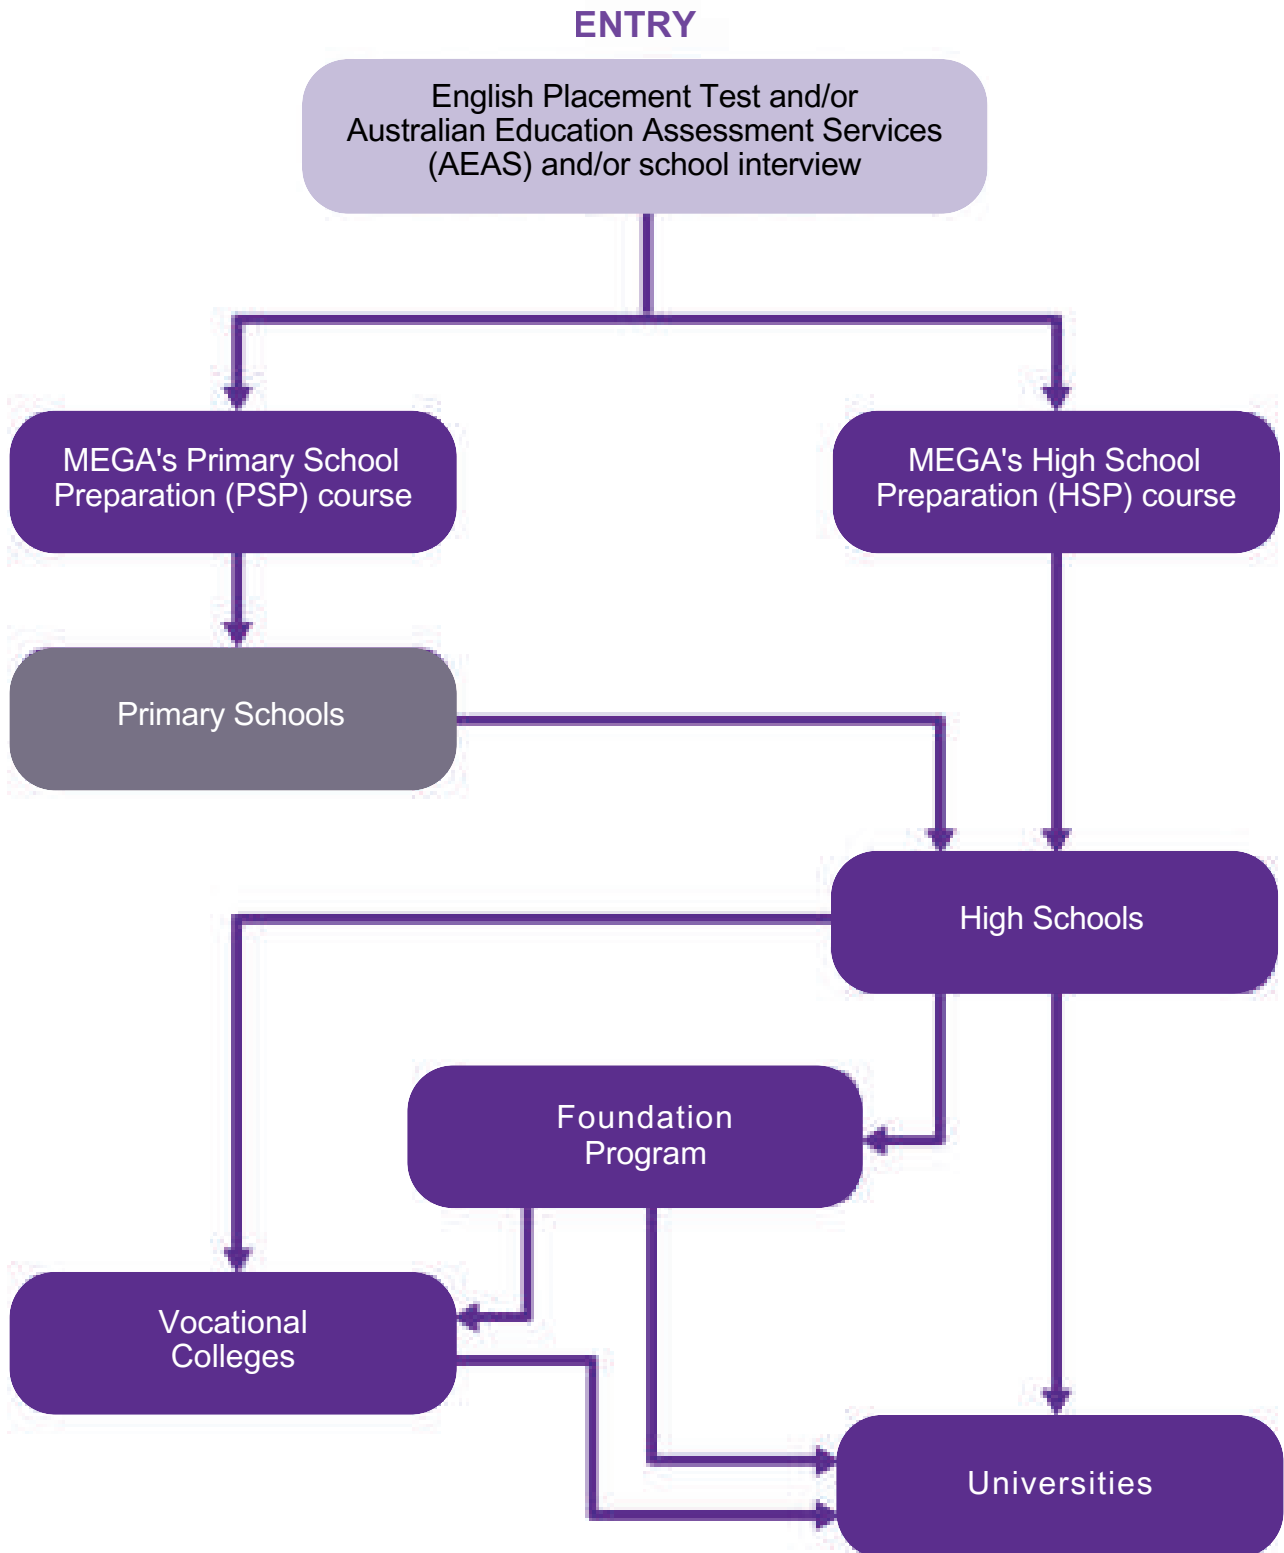 ENTRY
English Placement Test and/or
Australian Education Assessment Services
(AEAS) and/or school interview
MEGA's Primary School
Preparation (PSP) course
MEGA's High School
Preparation (HSP) course
Primary Schools
High Schools
Foundation
Program
Vocational
Colleges
Universities